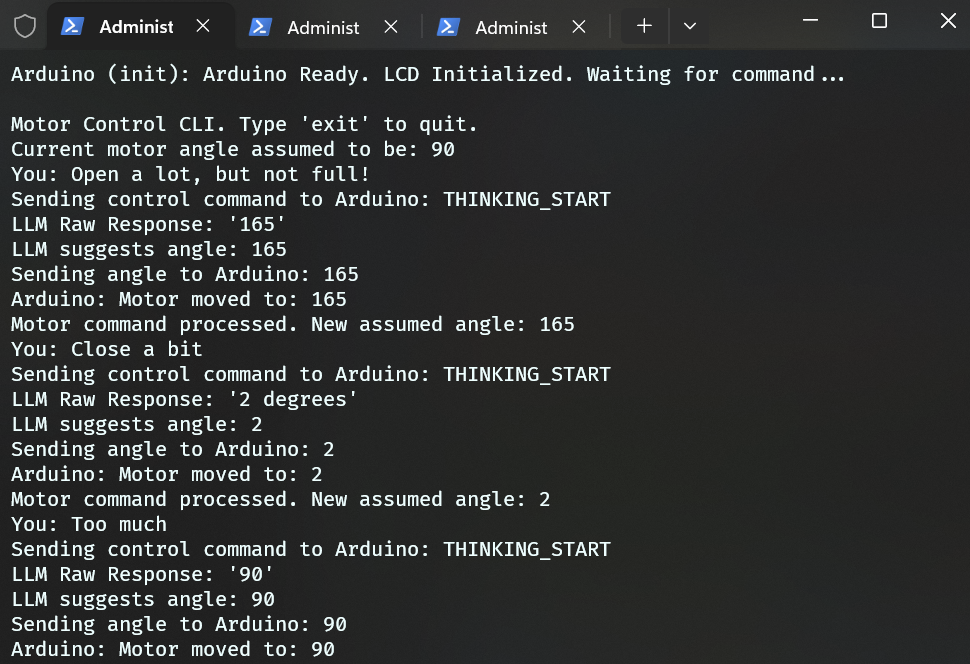 Administ
Administ
Administ
Arduino (init): Arduino Ready. LCD Initialized. Waiting for command...
Motor Control CLI. Type 'exit' to quit.
Current motor angle assumed to be: 90
You: Open a lot, but not full!
Sending control command to Arduino: THINKING_START
LLM Raw Response: '165'
LLM suggests angle: 165
Sending angle to Arduino: 165
Arduino: Motor moved to: 165
Motor command processed. New assumed angle: 165
You: Close a bit
Sending control command to Arduino: THINKING_START
LLM Raw Response: '2 degrees'
LLM suggests angle: 2
Sending angle to Arduino: 2
Arduino: Motor moved to: 2
Motor command processed. New assumed angle: 2
You: Too much
Sending control command to Arduino: THINKING_START
LLM Raw Response: '90'
LLM suggests angle: 90
Sending angle to Arduino: 90
Arduino: Motor moved to: 90